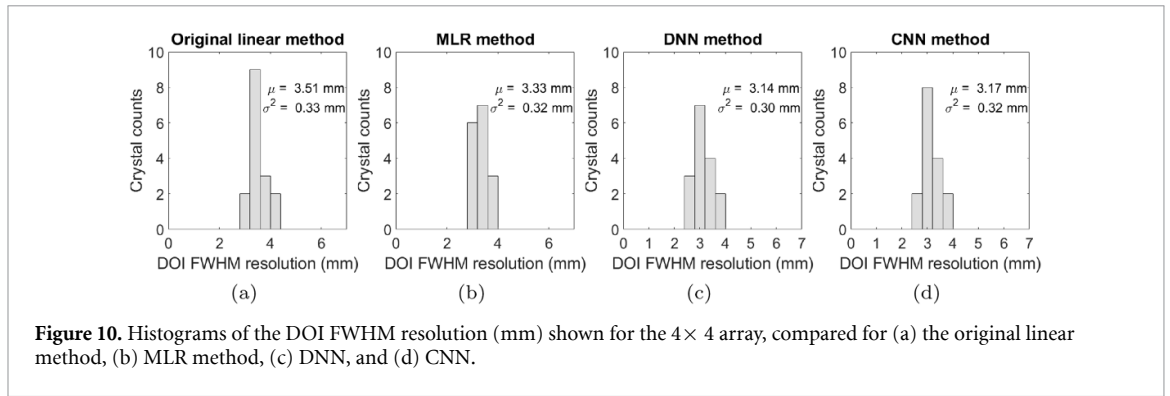 Original linear method
10
8
6
4
2
0
Crystal counts
μ = 3.51 mm
σ² = 0.33 mm
0 2 4 6
DOI FWHM resolution (mm)
(a)
MLR method
10
8
6
4
2
0
Crystal counts
μ = 3.33 mm
σ² = 0.32 mm
0 2 4 6
DOI FWHM resolution (mm)
(b)
DNN method
10
8
6
4
2
0
Crystal counts
μ = 3.14 mm
σ² = 0.30 mm
0 1 2 3 4 5 6 7
DOI FWHM resolution (mm)
(c)
CNN method
10
8
6
4
2
0
Crystal counts
μ = 3.17 mm
σ² = 0.32 mm
0 1 2 3 4 5 6 7
DOI FWHM resolution (mm)
(d)
Figure 10. Histograms of the DOI FWHM resolution (mm) shown for the 4× 4 array, compared for (a) the original linear
method, (b) MLR method, (c) DNN, and (d) CNN.